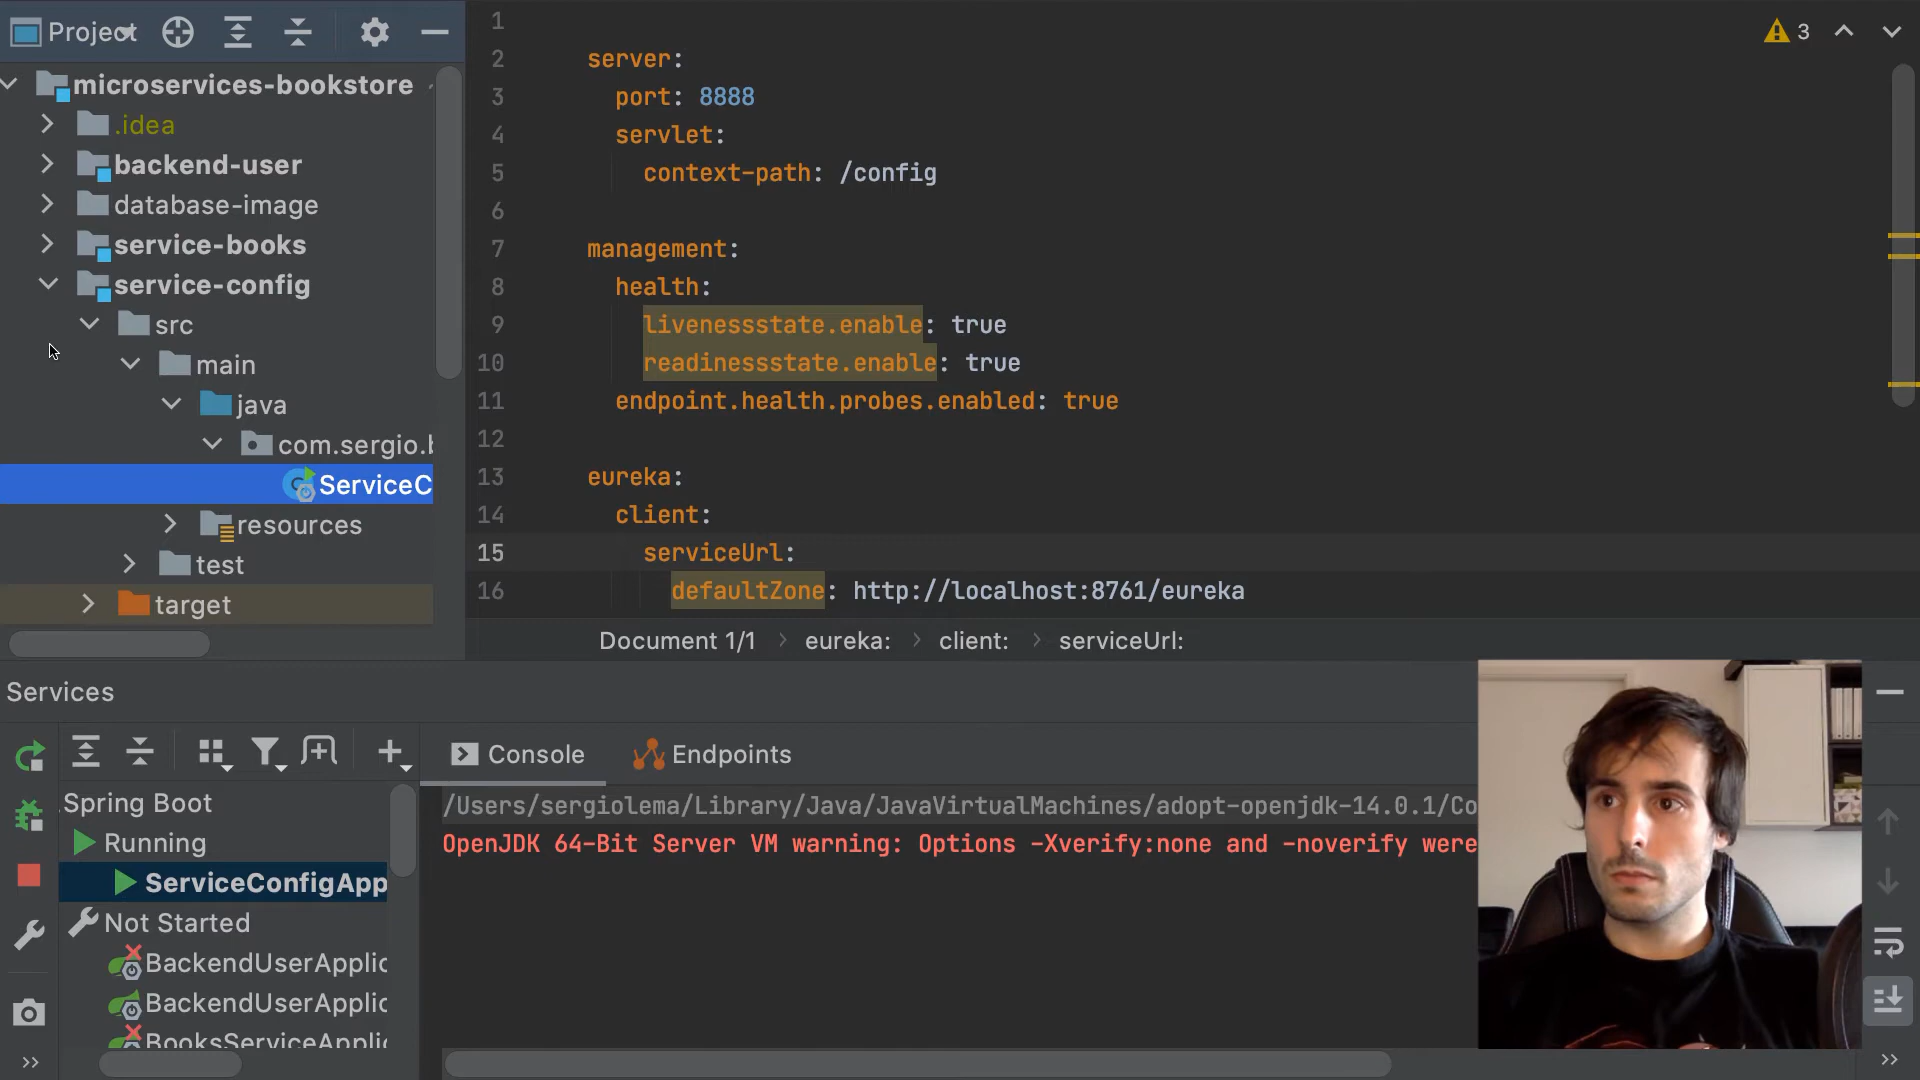 Project
microservices-bookstore
.idea
backend-user
database-image
service-books
service-config
src
main
java
com.sergio.b
ServiceC
resources
test
target
3
1
2 server:
3 port: 8888
4 servlet:
5 context-path: /config
6
7 management:
8 health:
9 livenessstate.enable: true
10 readinessstate.enable: true
11 endpoint.health.probes.enabled: true
12
13 eureka:
14 client:
15 serviceUrl:
16 defaultZone: http://localhost:8761/eureka
Document 1/1 › eureka: › client: › serviceUrl:
Services
Spring Boot
Running
ServiceConfigApp
Not Started
BackendUserApplic
BackendUserApplic
BooksServiceApplic
Console Endpoints
/Users/sergiolema/Library/Java/JavaVirtualMachines/adopt-openjdk-14.0.1/Co
OpenJDK 64-Bit Server VM warning: Options -Xverify:none and -noverify were